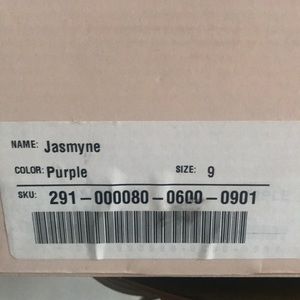 NAME: Jasmyne
COLOR: Purple SIZE: 9
SKU: 291-000080-0600-0901